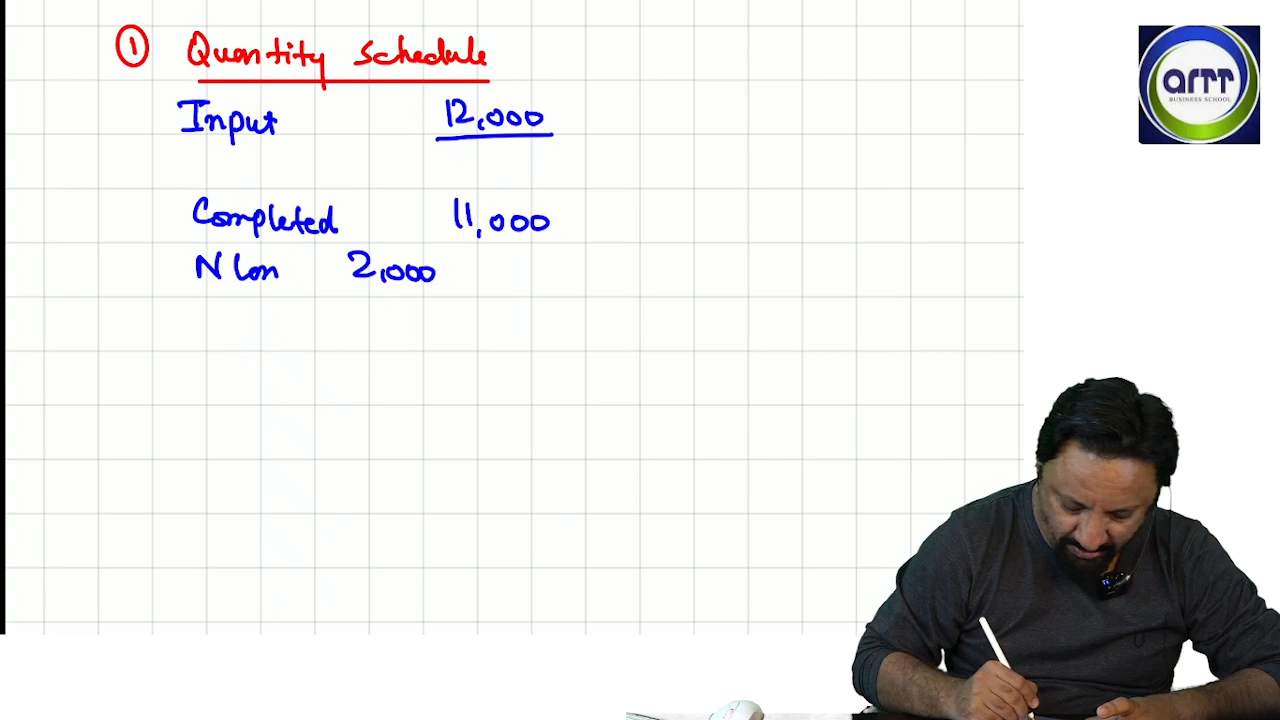 ① Quantity schedule
Input 12,000
Completed 11,000
N Lon 2,000
artt
BUSINESS SCHOOL